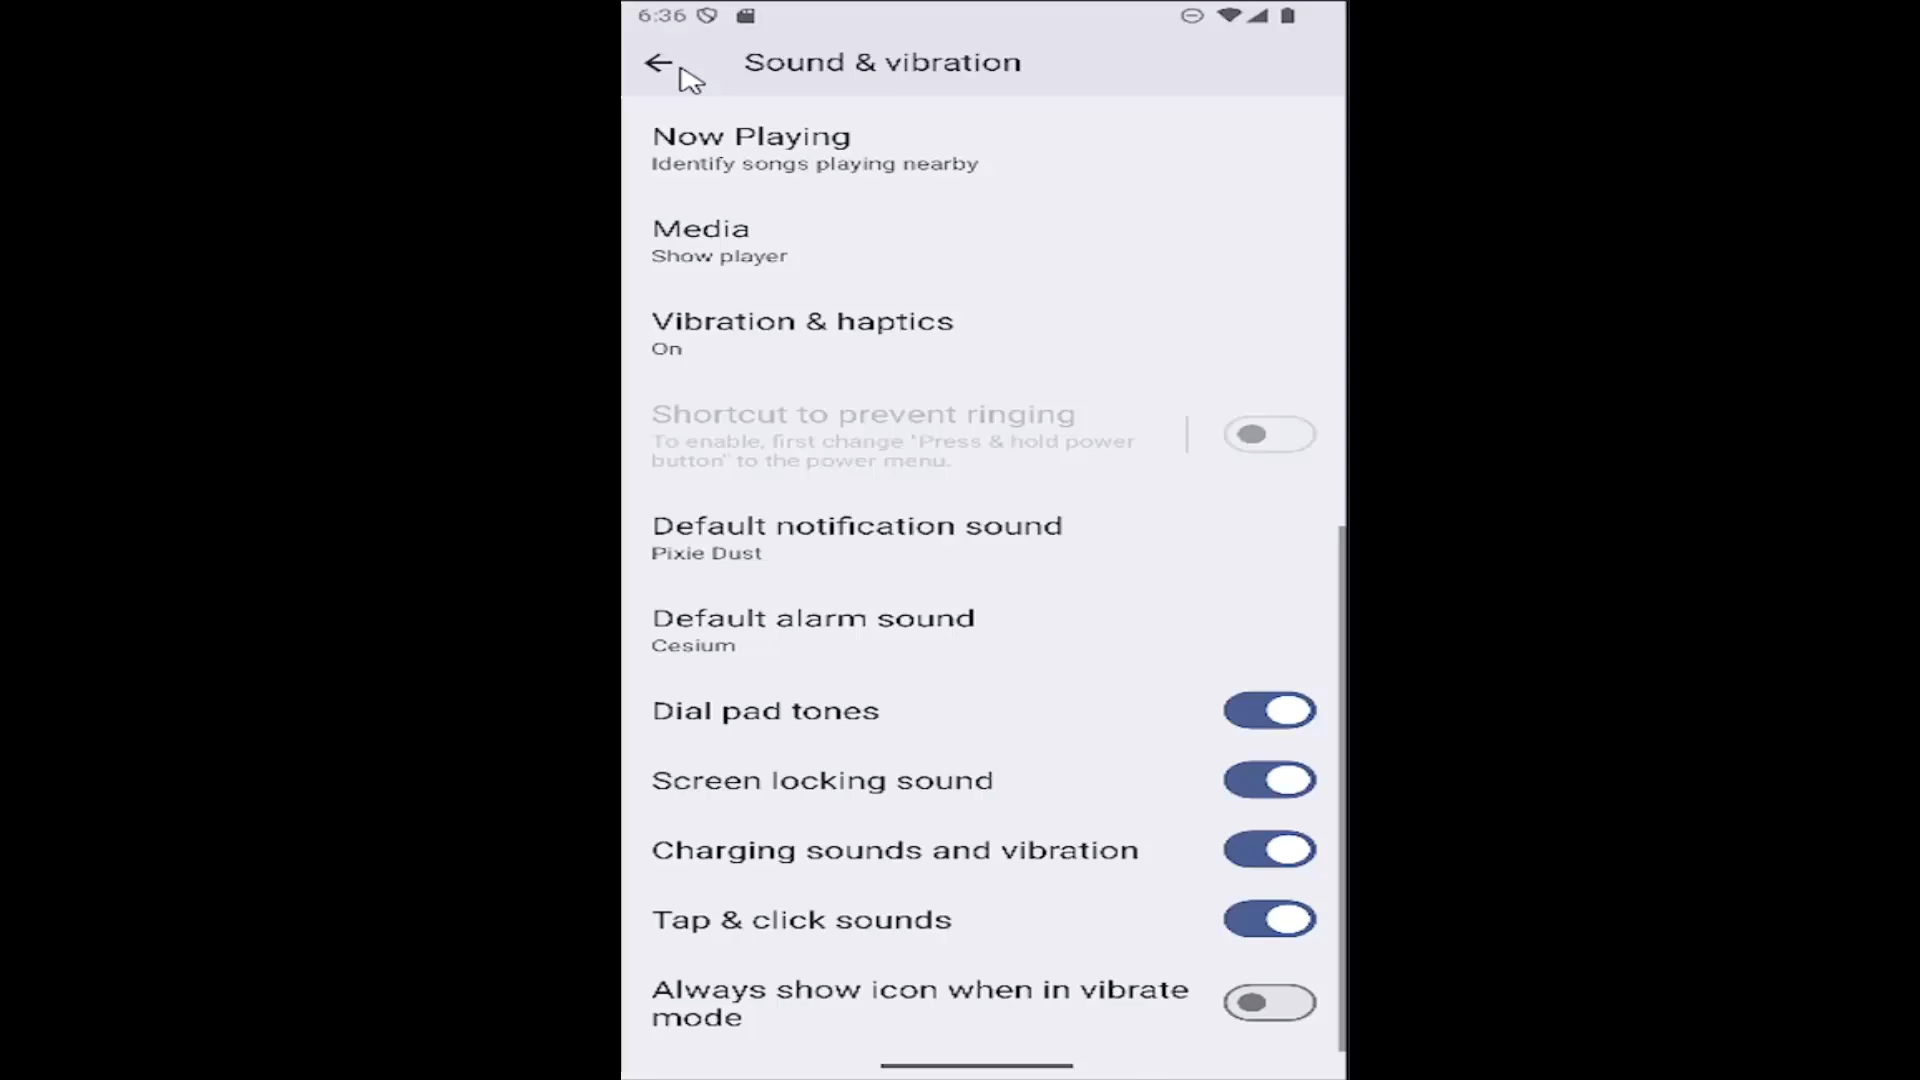 6:36
Sound & vibration
Now Playing
Identify songs playing nearby
Media
Show player
Vibration & haptics
On
Shortcut to prevent ringing
To enable, first change "Press & hold power
button" to the power menu.
Default notification sound
Pixie Dust
Default alarm sound
Cesium
Dial pad tones
Screen locking sound
Charging sounds and vibration
Tap & click sounds
Always show icon when in vibrate
mode